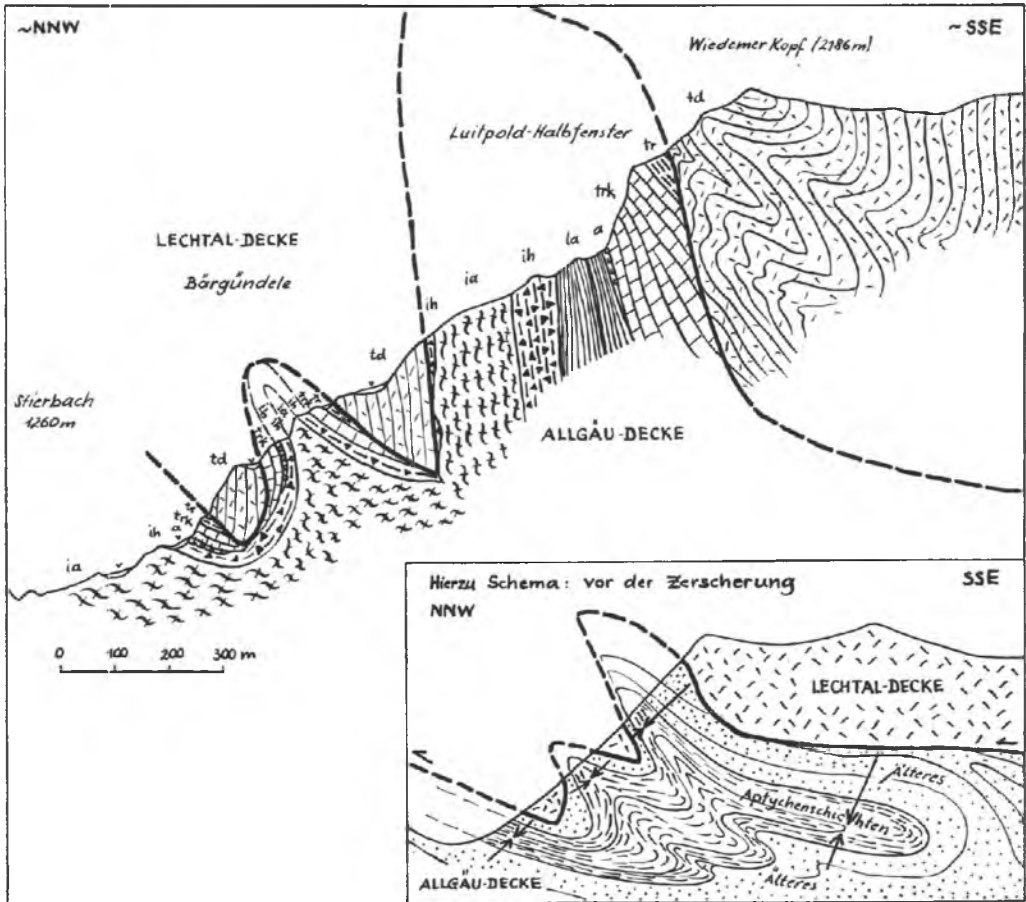 ~NNW
~SSE
Wiedemer Kopf (2186m)
td
Luitpold-Halbfenster
tr
trk
a
la
ih
ia
LECHTAL-DECKE
Bärgündele
ih
td
Stierbach
1260m
td
trk
trk
a
ih
ia
ALLGÄU-DECKE
0 100 200 300 m
Hierzu Schema: vor der Zerscherung
SSE
NNW
LECHTAL-DECKE
Älteres
Aptychenschichten
ALLGÄU-DECKE
Älteres